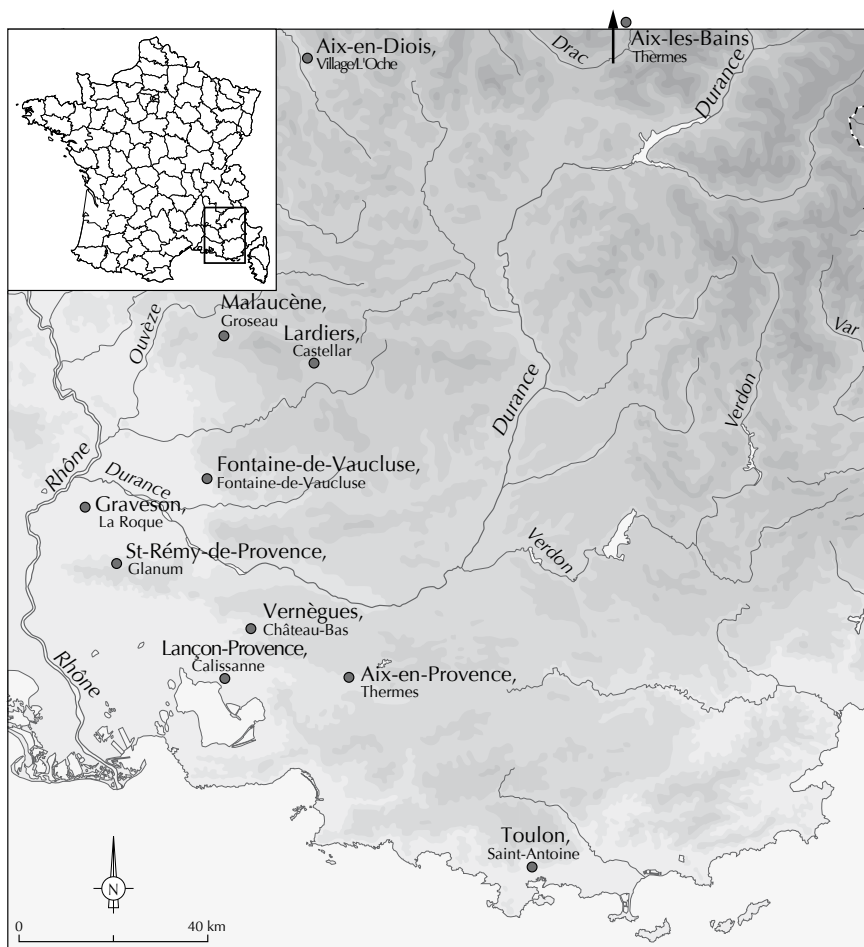 Aix-en-Diois,
Village/L'Oche
Drac
Aix-les-Bains
Thermes
Durance
Malaucène,
Groseau
Ouvèze
Lardiers,
Castellar
Var
Durance
Verdon
Rhône
Durance
Fontaine-de-Vaucluse,
Fontaine-de-Vaucluse
Graveson,
La Roque
St-Rémy-de-Provence,
Glanum
Verdon
Vernègues,
Château-Bas
Lançon-Provence,
Calissanne
Rhône
Aix-en-Provence,
Thermes
Toulon,
Saint-Antoine
N
0 40 km